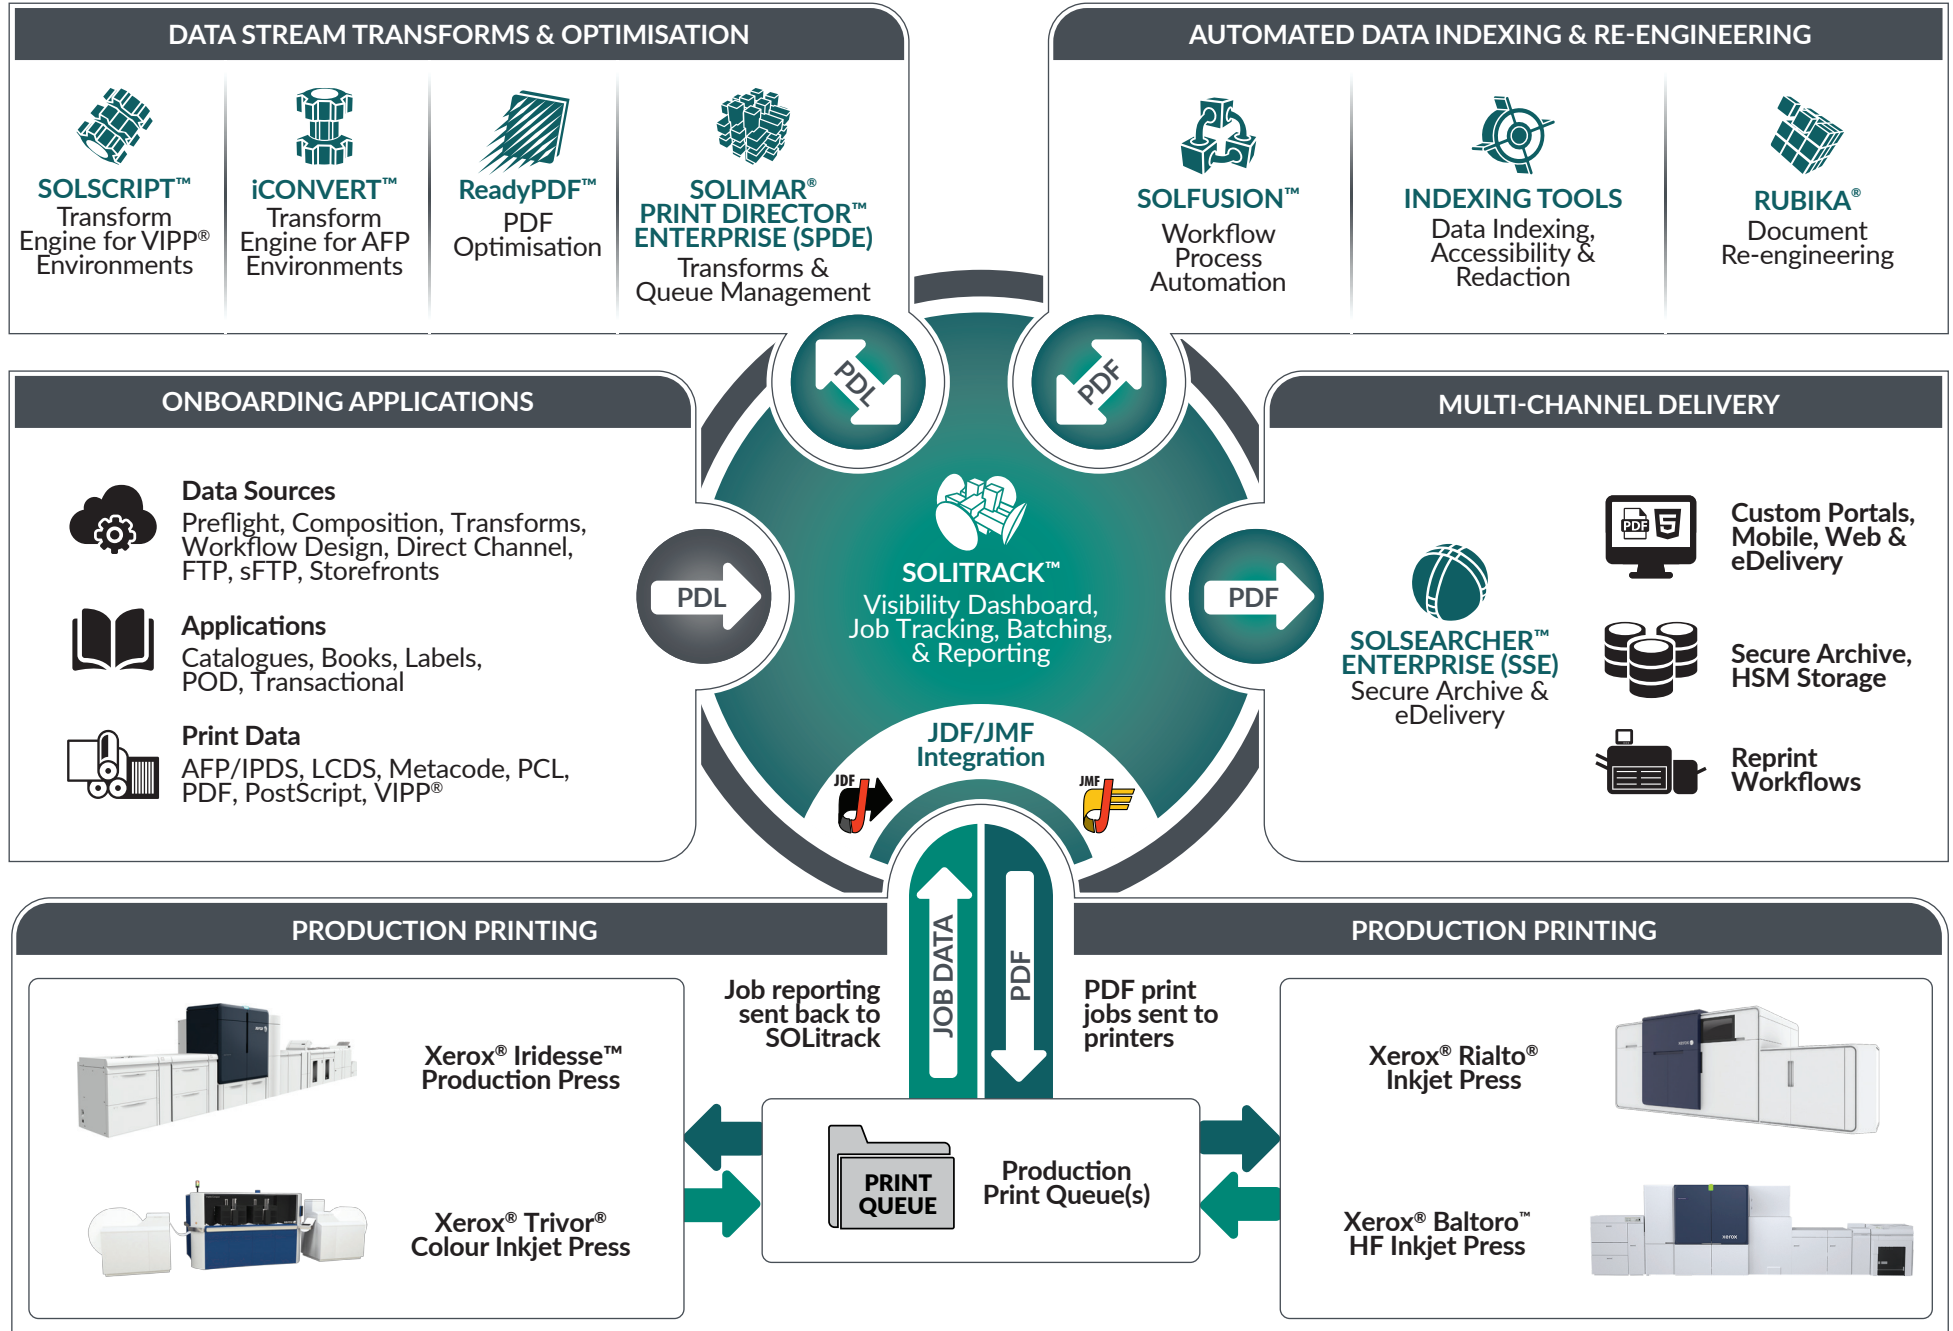 DATA STREAM TRANSFORMS & OPTIMISATION
SOLSCRIPT™
Transform
Engine for VIPP®
Environments
iCONVERT™
Transform
Engine for AFP
Environments
ReadyPDF™
PDF
Optimisation
SOLIMAR®
PRINT DIRECTOR™
ENTERPRISE (SPDE)
Transforms &
Queue Management
AUTOMATED DATA INDEXING & RE-ENGINEERING
SOLFUSION™
Workflow
Process
Automation
INDEXING TOOLS
Data Indexing,
Accessibility &
Redaction
RUBIKA®
Document
Re-engineering
PDL
PDF
ONBOARDING APPLICATIONS
Data Sources
Preflight, Composition, Transforms,
Workflow Design, Direct Channel,
FTP, sFTP, Storefronts
Applications
Catalogues, Books, Labels,
POD, Transactional
Print Data
AFP/IPDS, LCDS, Metacode, PCL,
PDF, PostScript, VIPP®
PDL
SOLITRACK™
Visibility Dashboard,
Job Tracking, Batching,
& Reporting
JDF/JMF
Integration
JDF
JMF
PDF
MULTI-CHANNEL DELIVERY
SOLSEARCHER™
ENTERPRISE (SSE)
Secure Archive &
eDelivery
PDF
5
Custom Portals,
Mobile, Web &
eDelivery
Secure Archive,
HSM Storage
Reprint
Workflows
PRODUCTION PRINTING
Xerox® Iridesse™
Production Press
Xerox® Trivor®
Colour Inkjet Press
Job reporting
sent back to
SOLitrack
JOB DATA
PDF
PDF print
jobs sent to
printers
PRINT
QUEUE
Production
Print Queue(s)
PRODUCTION PRINTING
Xerox® Rialto®
Inkjet Press
Xerox® Baltoro™
HF Inkjet Press
xerox